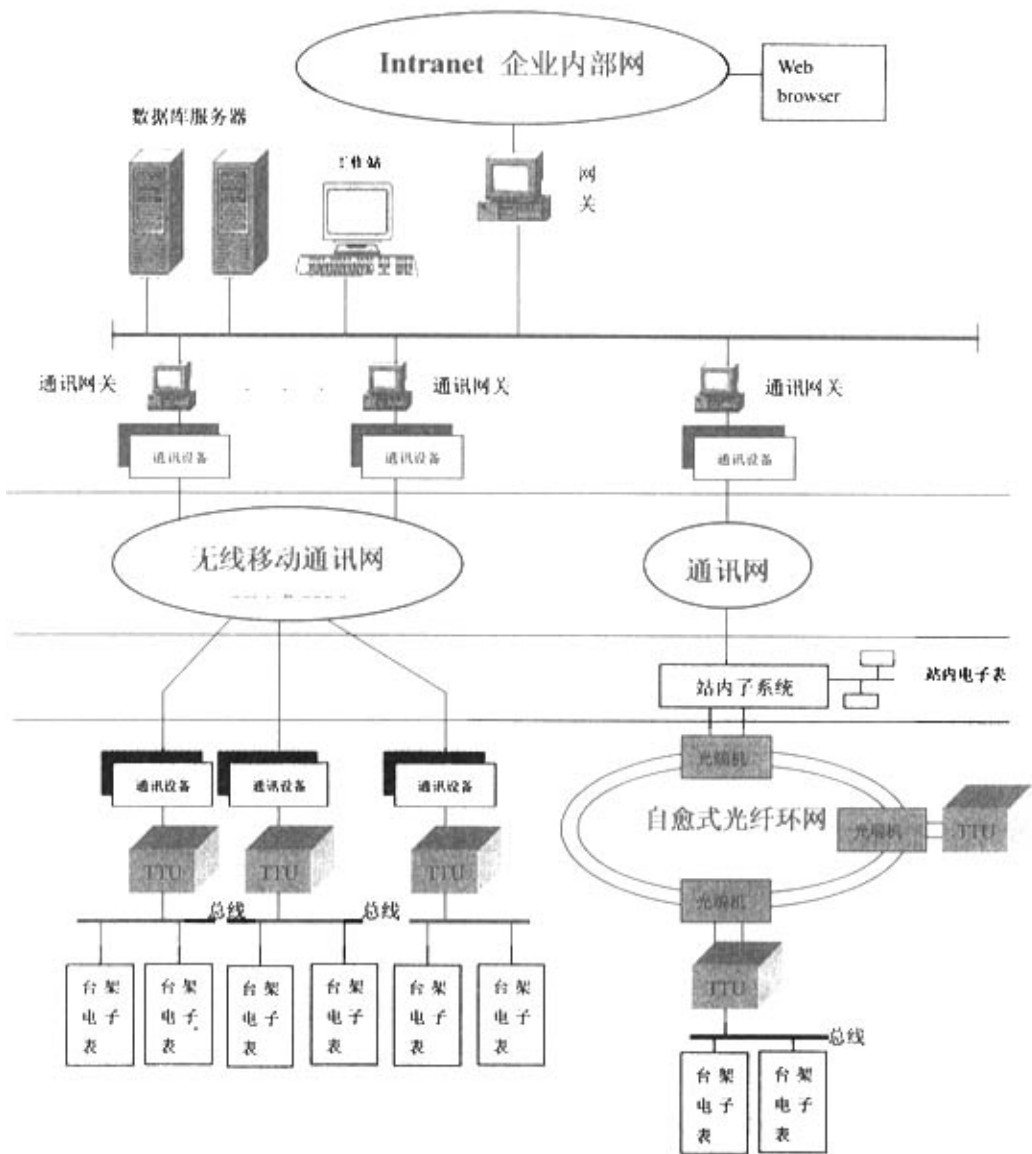 Intranet 企业内部网
Web
browser
数据库服务器
工作站
网
关
通讯网关
通讯网关
通讯网关
通讯设备
通讯设备
通讯设备
无线移动通讯网
通讯网
站内子系统
站内电子表
光端机
通讯设备
通讯设备
通讯设备
自愈式光纤环网
光端机
TTU
TTU
TTU
TTU
光端机
总线
总线
TTU
台架
电子
表
台架
电子
表
台架
电子
表
台架
电子
表
台架
电子
表
台架
电子
表
总线
台架
电子
表
台架
电子
表